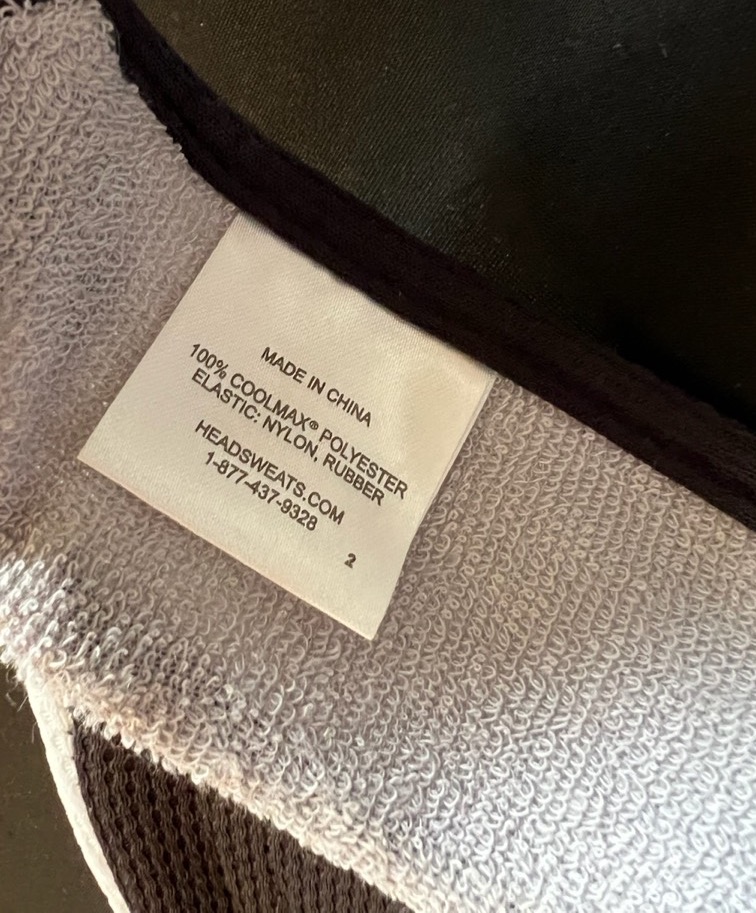 MADE IN CHINA
100% COOLMAX® POLYESTER
ELASTIC: NYLON, RUBBER
HEADSWEATS.COM
1-877-437-9328
2